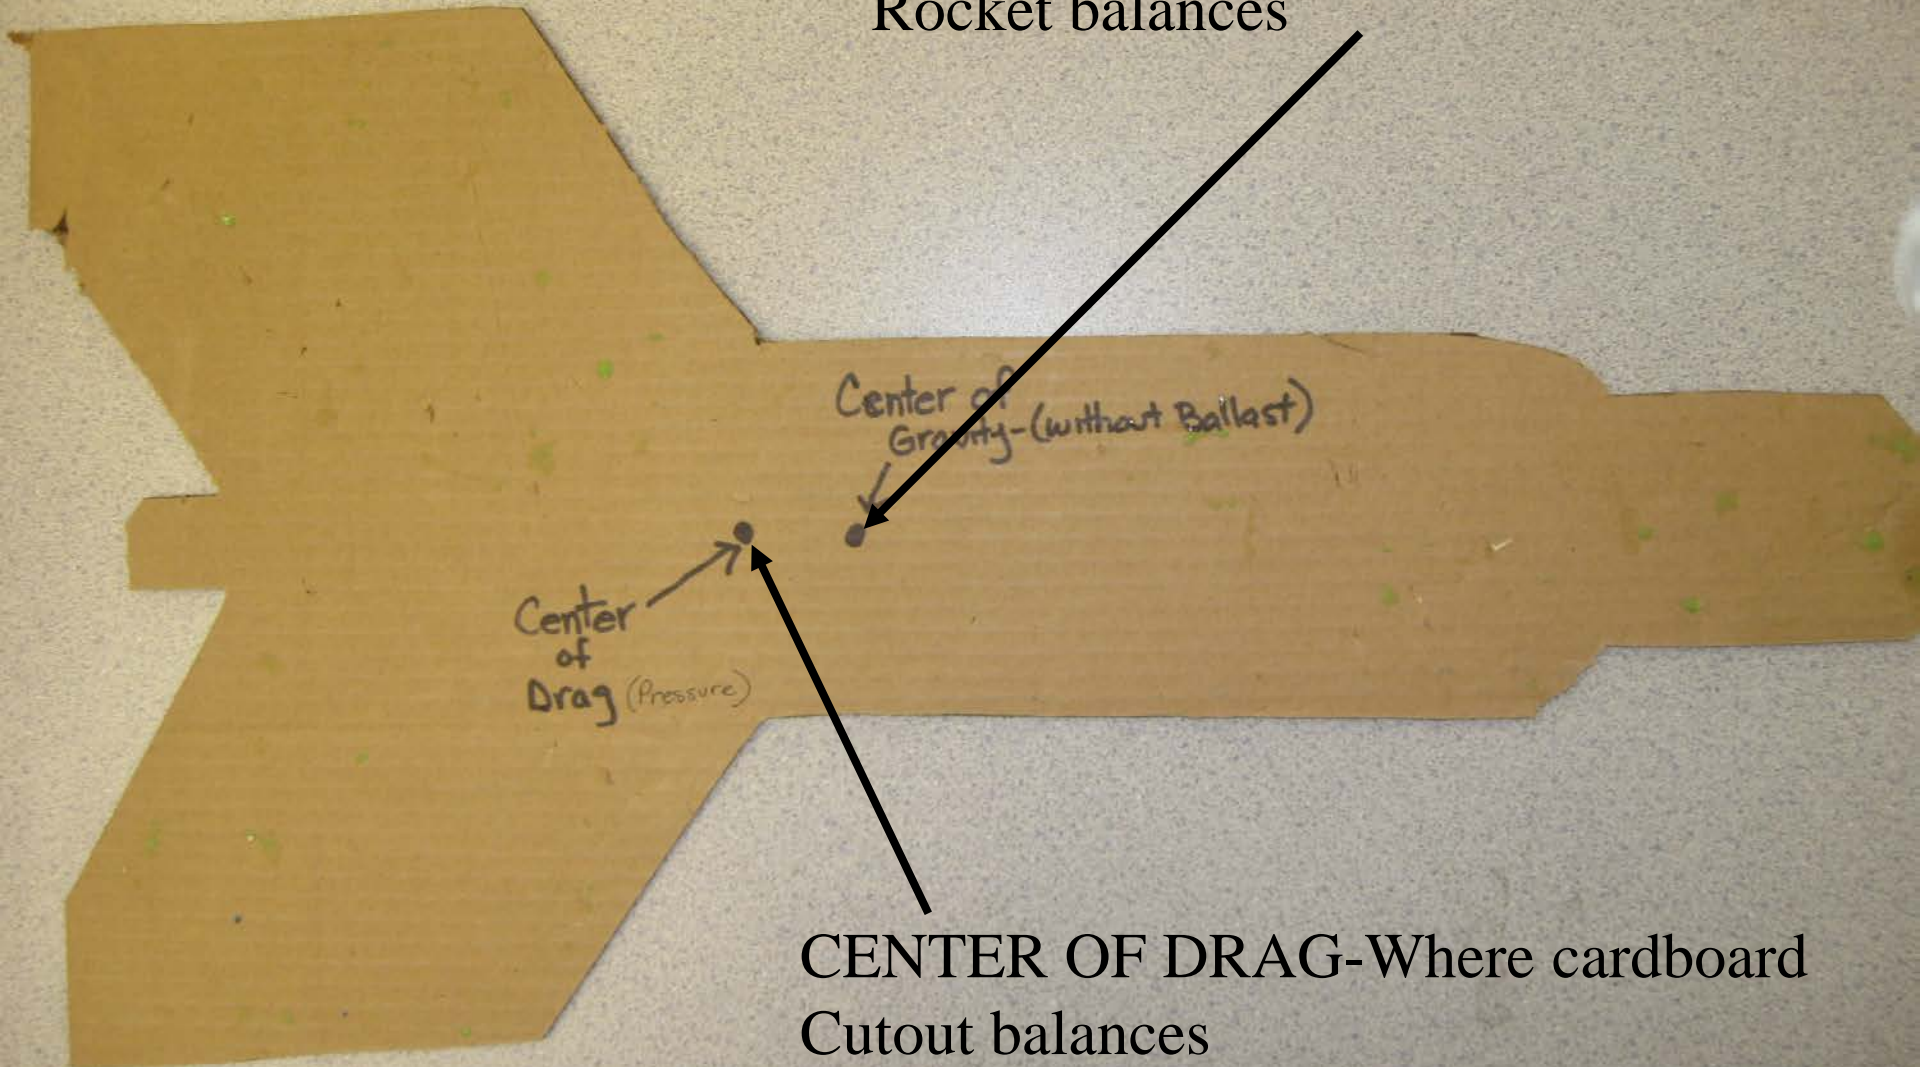 Rocket balances
Center of
Gravity-(without Ballast)
Center
of
Drag (Pressure)
CENTER OF DRAG-Where cardboard
Cutout balances